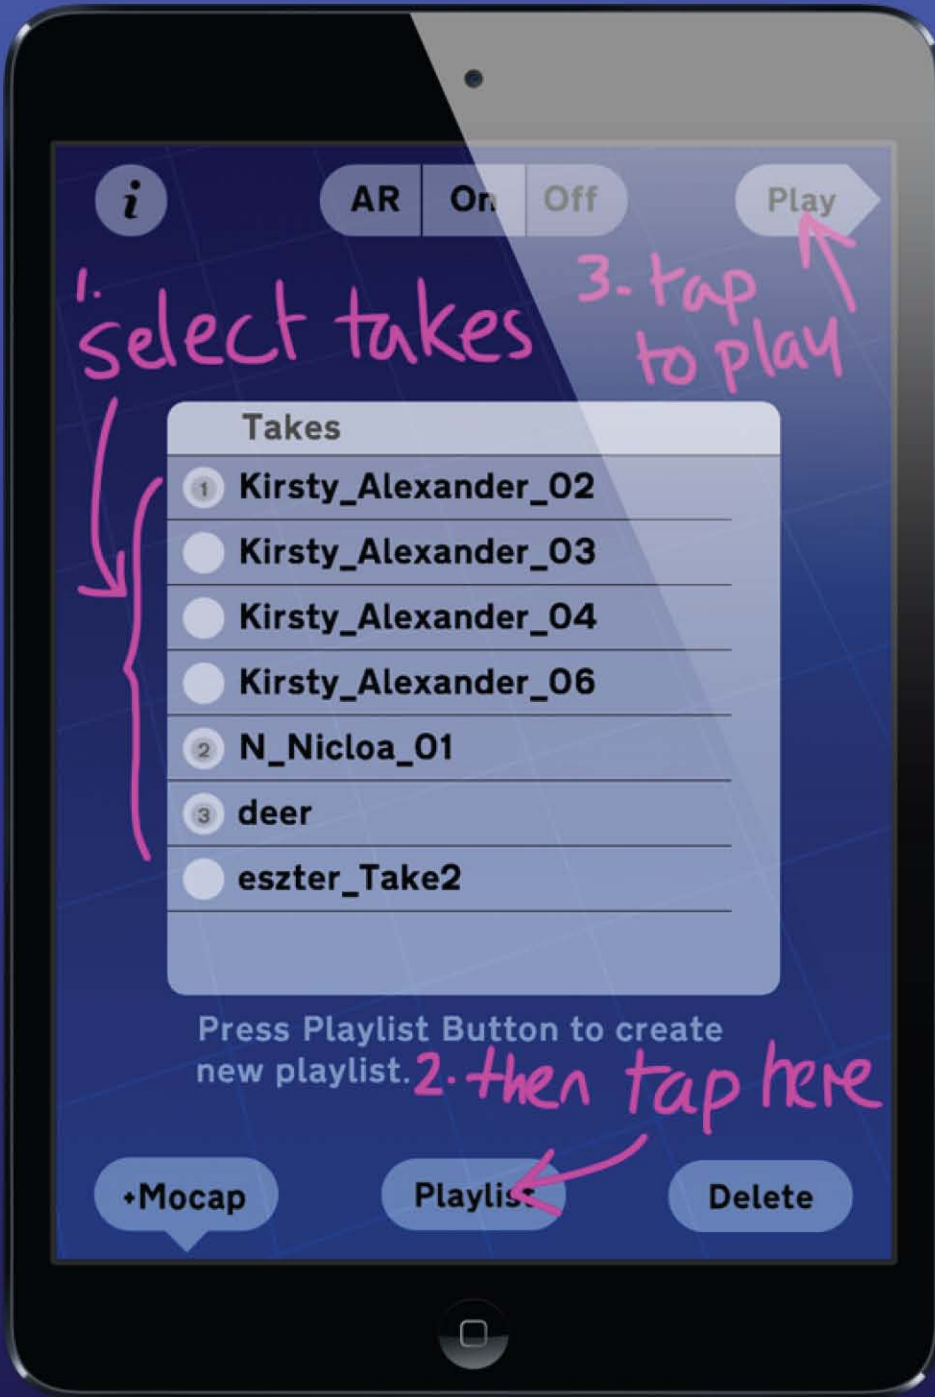 i
AR On Off
Play
1.
select takes
3. tap
to play
Takes
1 Kirsty_Alexander_02
Kirsty_Alexander_03
Kirsty_Alexander_04
Kirsty_Alexander_06
2 N_Nicloa_01
3 deer
eszter_Take2
Press Playlist Button to create
new playlist.
2. then tap here
+Mocap
Playlist
Delete